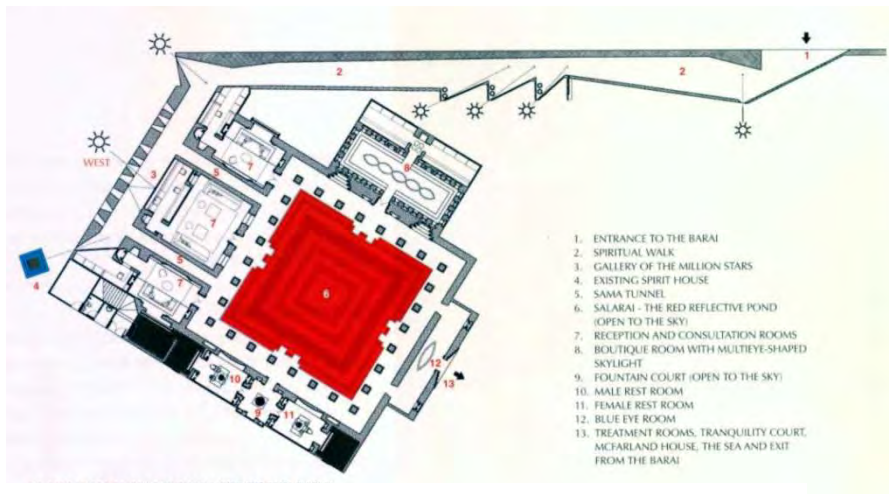 1
2
2
WEST
3
5
7
8
7
5
7
6
4
12
13
10
9
11
1. ENTRANCE TO THE BARAI
2. SPIRITUAL WALK
3. GALLERY OF THE MILLION STARS
4. EXISTING SPIRIT HOUSE
5. SAMA TUNNEL
6. SALARAI - THE RED REFLECTIVE POND
(OPEN TO THE SKY)
7. RECEPTION AND CONSULTATION ROOMS
8. BOUTIQUE ROOM WITH MULTIEYE-SHAPED
SKYLIGHT
9. FOUNTAIN COURT (OPEN TO THE SKY)
10. MALE REST ROOM
11. FEMALE REST ROOM
12. BLUE EYE ROOM
13. TREATMENT ROOMS, TRANQUILITY COURT,
MCFARLAND HOUSE, THE SEA AND EXIT
FROM THE BARAI